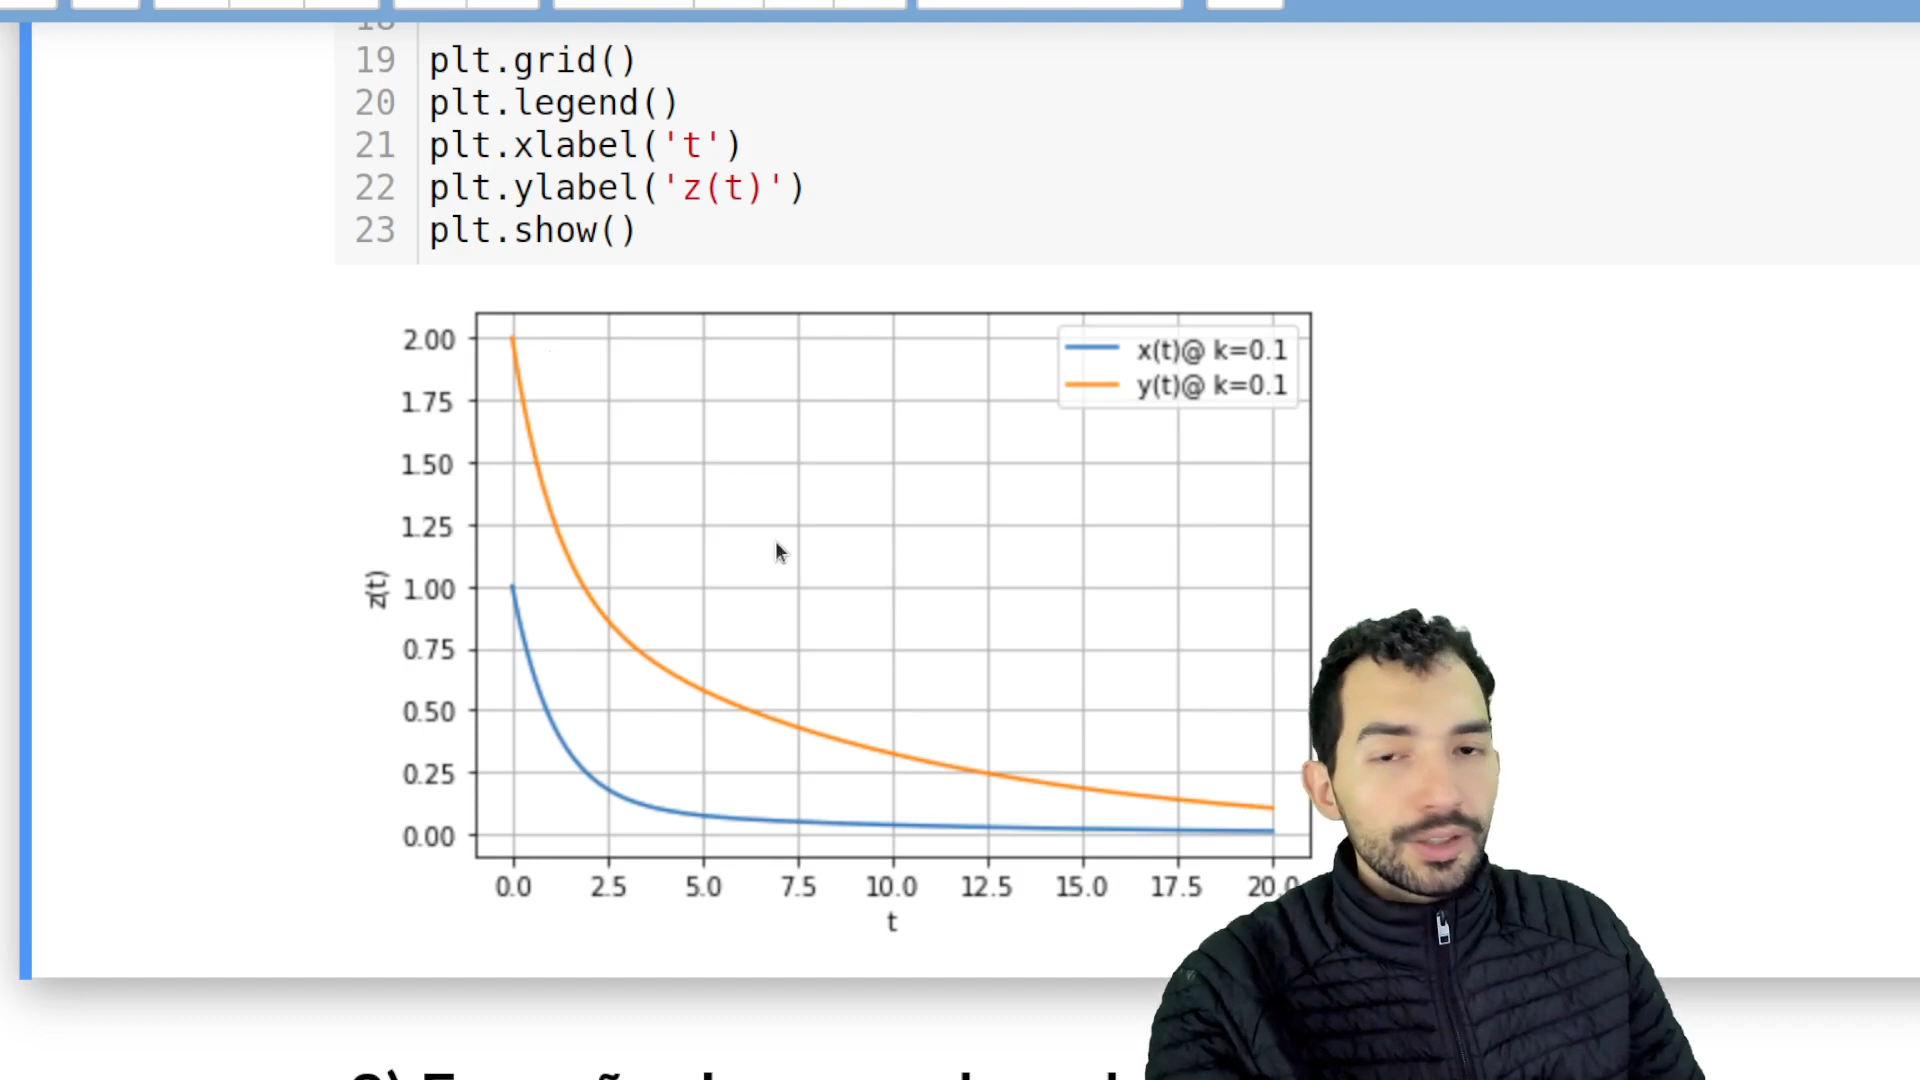 18
19 plt.grid()
20 plt.legend()
21 plt.xlabel('t')
22 plt.ylabel('z(t)')
23 plt.show()
2.00
1.75
1.50
1.25
1.00
0.75
0.50
0.25
0.00
z(t)
x(t)@ k=0.1
y(t)@ k=0.1
0.0 2.5 5.0 7.5 10.0 12.5 15.0 17.5 20.0
t